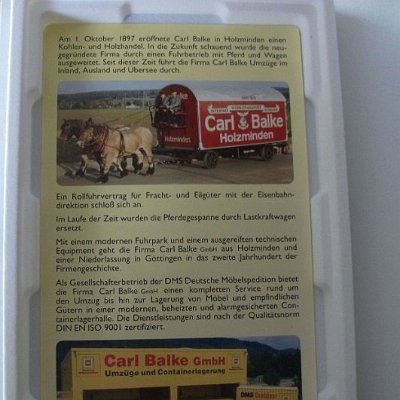 Am 1. Oktober 1897 eröffnete Carl Balke in Holzminden einen
Kohlen- und Holzhandel. In die Zukunft schauend wurde die neu-
gegründete Firma durch einen Fuhrbetrieb mit Pferd und Wagen
ausgeweitet. Seit dieser Zeit führt die Firma Carl Balke Umzüge im
Inland, Ausland und Übersee durch.
Carl Balke
Holzminden
Holzminden
Ein Rollfuhrvertrag für Fracht- und Eilgüter mit der Eisenbahn-
direktion schloß sich an.
Im Laufe der Zeit wurden die Pferdegespanne durch Lastkraftwagen
ersetzt.
Mit einem modernen Fuhrpark und einem ausgereiften technischen
Equipment geht die Firma Carl Balke GmbH aus Holzminden und
einer Niederlassung in Göttingen in das zweite Jahrhundert der
Firmengeschichte.
Als Gesellschafterbetrieb der DMS Deutsche Möbelspedition bietet
die Firma Carl Balke GmbH einen kompletten Service rund um
den Umzug bis hin zur Lagerung von Möbel und empfindlichen
Gütern in einer modernen, beheizten und alarmgesicherten Con-
tainerlagerhalle. Die Dienstleistungen sind nach der Qualitätsnorm
DIN EN ISO 9001 zertifiziert.
Carl Balke GmbH
Umzüge und Containerlagerung
DMS Container